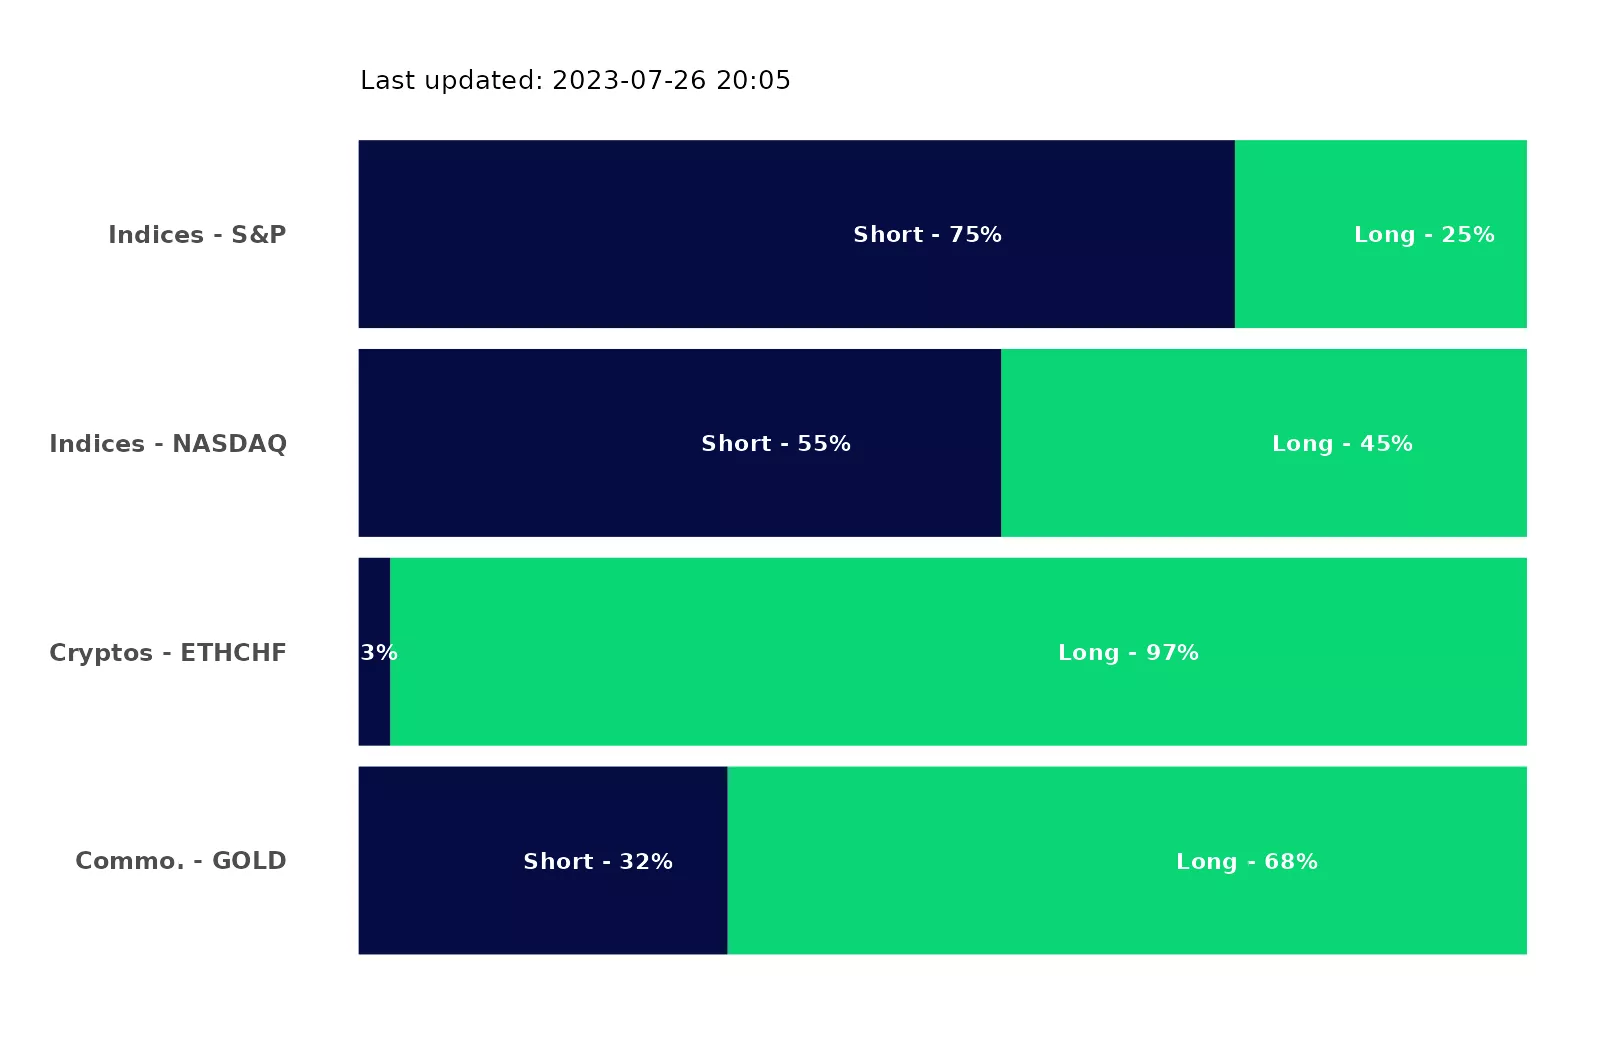 Last updated: 2023-07-26 20:05
Indices - S&P
Short - 75%
Long - 25%
Indices - NASDAQ
Short - 55%
Long - 45%
Cryptos - ETHCHF
3%
Long - 97%
Commo. - GOLD
Short - 32%
Long - 68%